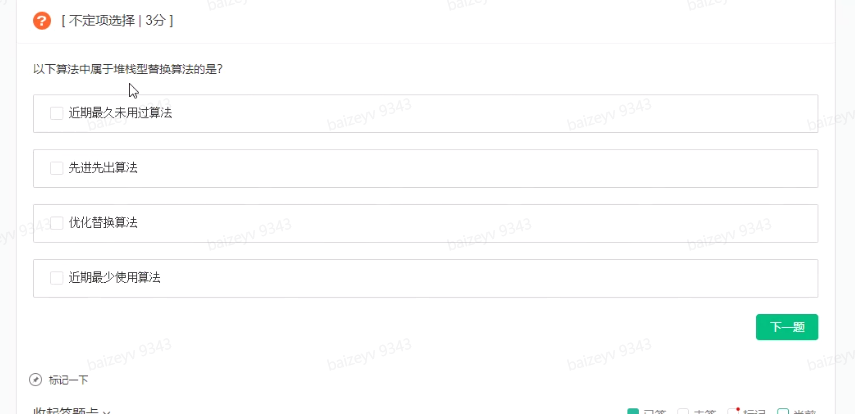 [ 不定项选择 | 3分 ]
以下算法中属于堆栈型替换算法的是?
近期最久未用过算法
先进先出算法
优化替换算法
近期最少使用算法
下一题
标记一下
收起答题卡
已答 未答 标记 当前
baizeyv 9343